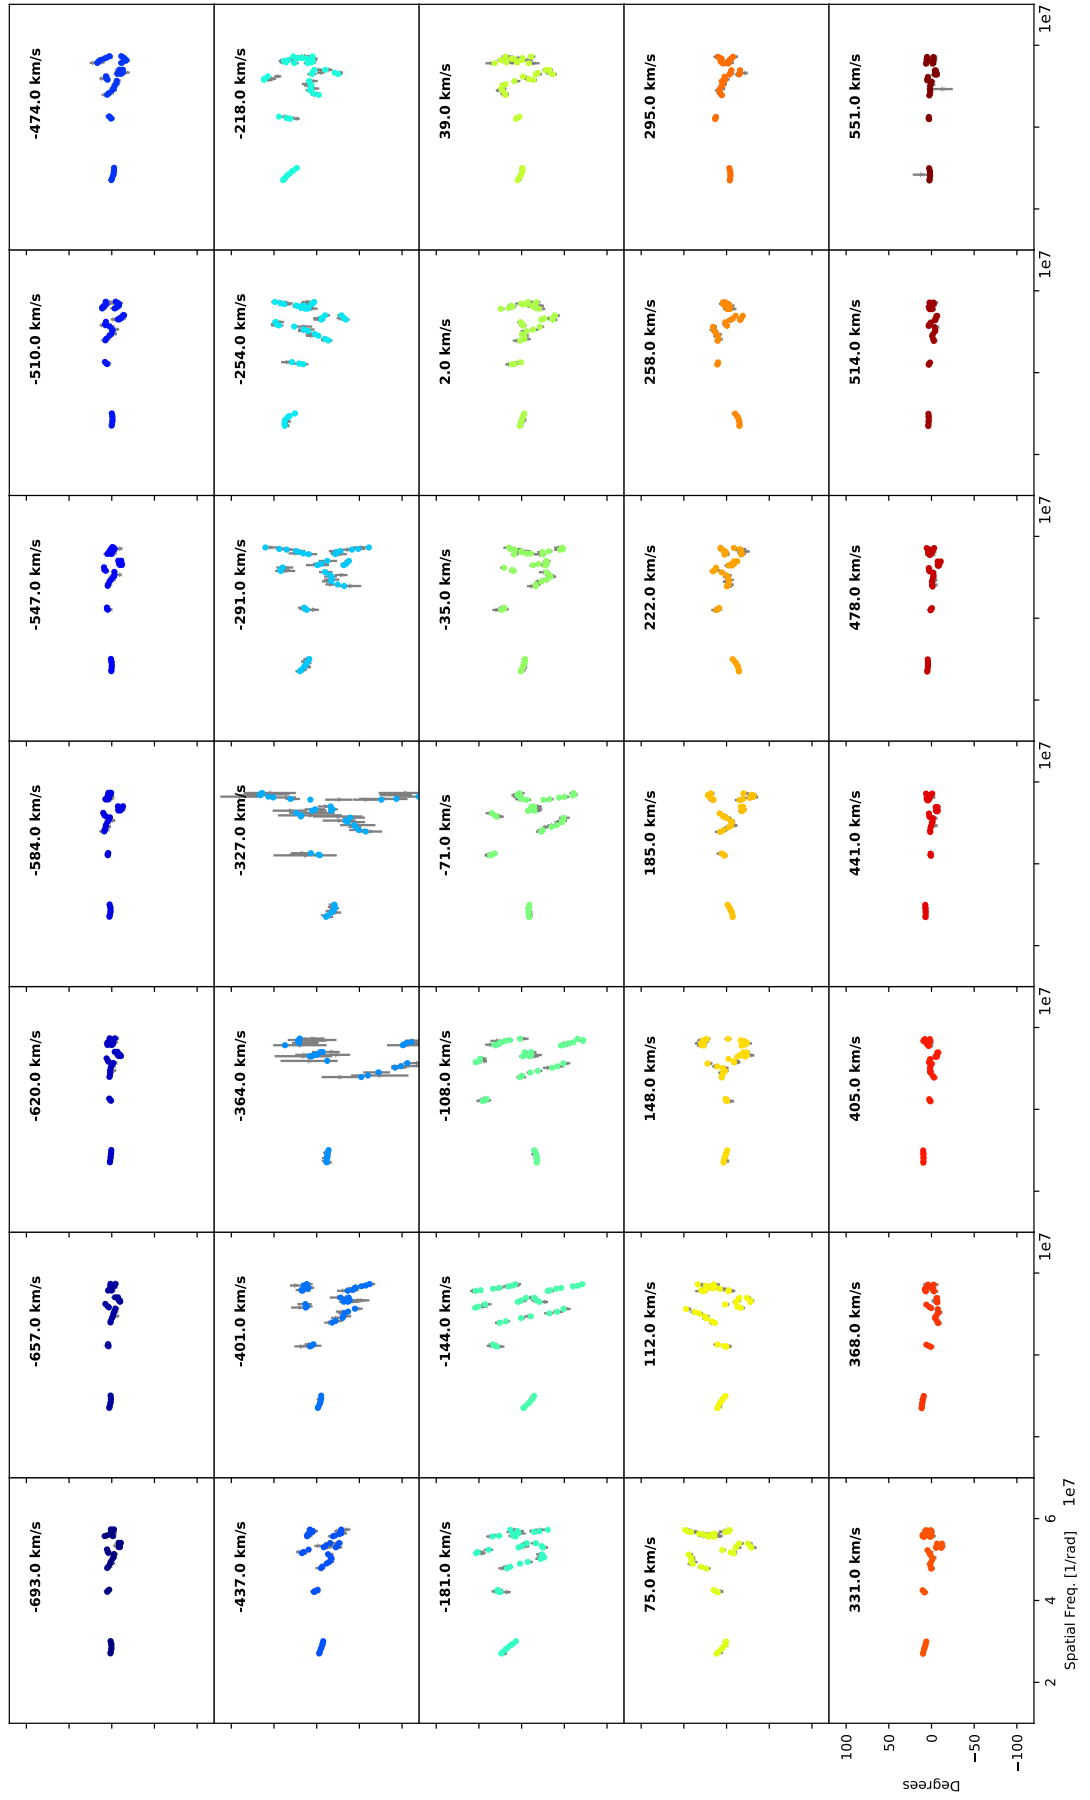 -693.0 km/s
-657.0 km/s
-620.0 km/s
-584.0 km/s
-547.0 km/s
-510.0 km/s
-474.0 km/s
-437.0 km/s
-401.0 km/s
-364.0 km/s
-327.0 km/s
-291.0 km/s
-254.0 km/s
-218.0 km/s
-181.0 km/s
-144.0 km/s
-108.0 km/s
-71.0 km/s
-35.0 km/s
2.0 km/s
39.0 km/s
75.0 km/s
112.0 km/s
148.0 km/s
185.0 km/s
222.0 km/s
258.0 km/s
295.0 km/s
331.0 km/s
368.0 km/s
405.0 km/s
441.0 km/s
478.0 km/s
514.0 km/s
551.0 km/s
Degrees
100
50
0
−50
−100
2
4
6
1e7
1e7
1e7
1e7
1e7
1e7
1e7
Spatial Freq. [1/rad]